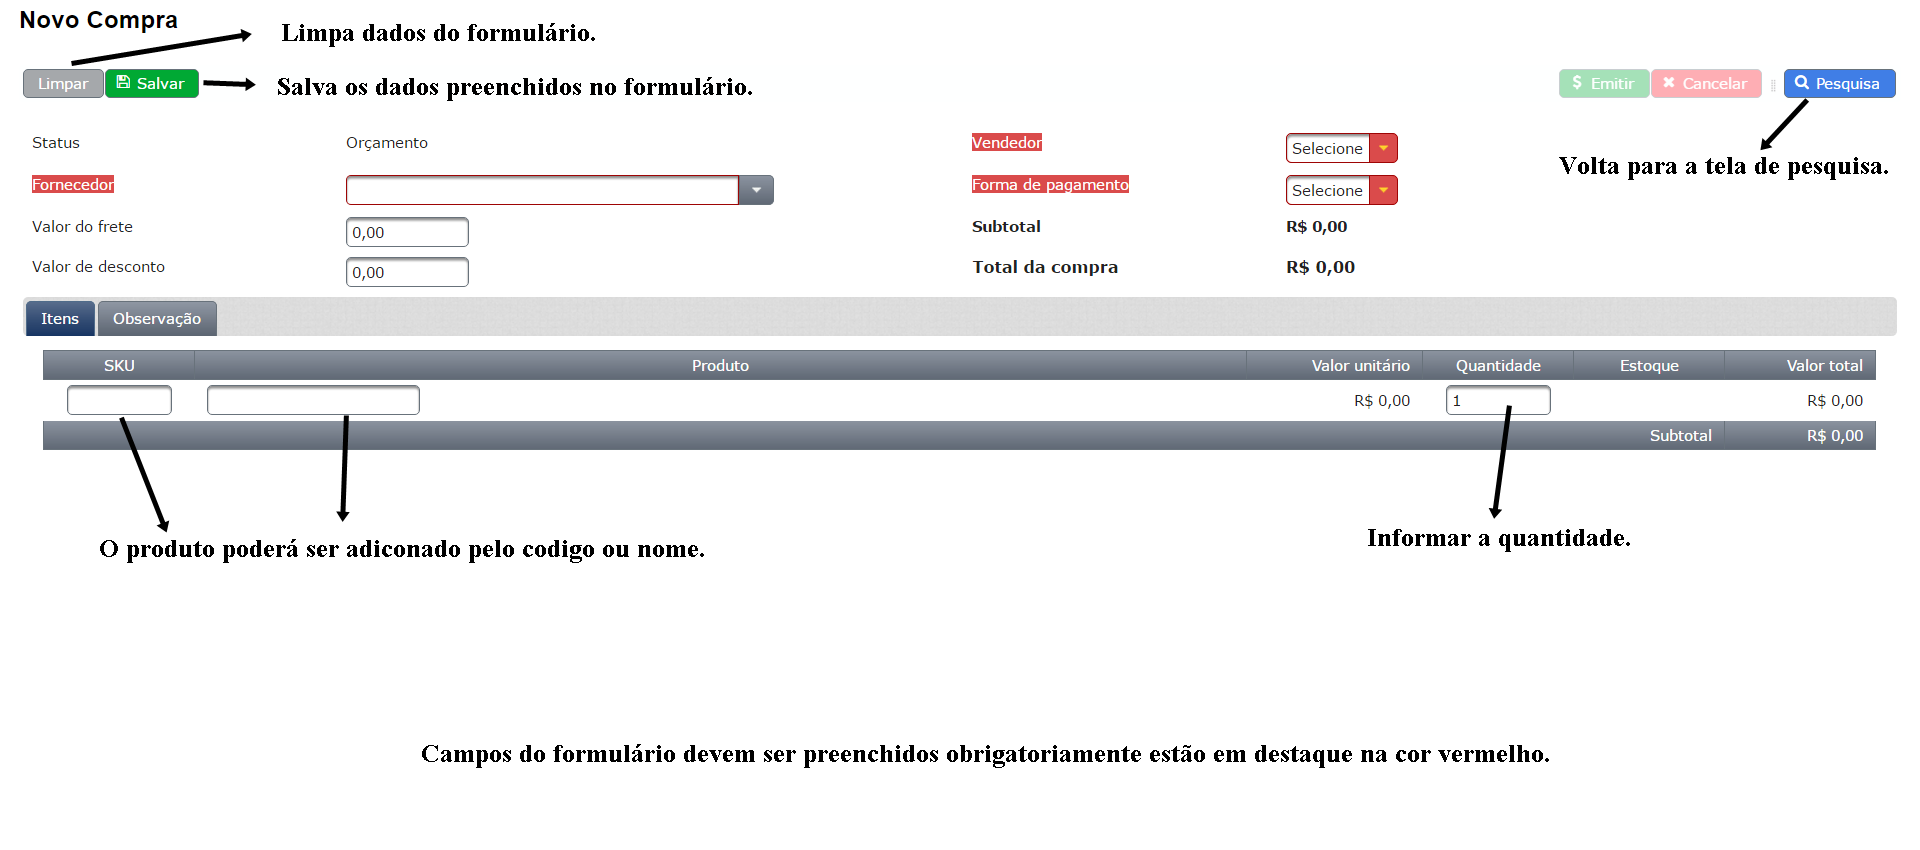 Novo Compra
Limpa dados do formulário.
Limpar Salvar
Salva os dados preenchidos no formulário.
Emitir Cancelar Pesquisa
Volta para a tela de pesquisa.
Status Orçamento Vendedor Selecione
Fornecedor Forma de pagamento Selecione
Valor do frete 0,00 Subtotal R$ 0,00
Valor de desconto 0,00 Total da compra R$ 0,00
Itens Observação
SKU Produto Valor unitário Quantidade Estoque Valor total
R$ 0,00 1 R$ 0,00
Subtotal R$ 0,00
O produto poderá ser adiconado pelo codigo ou nome.
Informar a quantidade.
Campos do formulário devem ser preenchidos obrigatoriamente estão em destaque na cor vermelho.